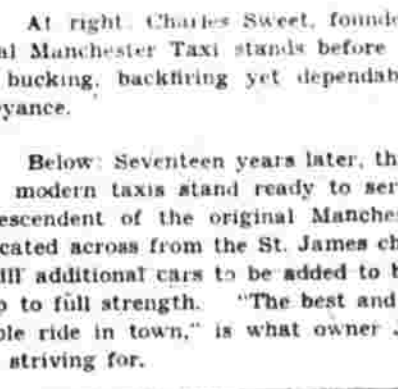 At right Charles Sweet, founde
al Manchester Taxi stands before
bucking, backfiring yet dependab
yance.
Below: Seventeen years later, th
modern taxis stand ready to ser
escendent of the original Manche
cated across from the St. James ch
ill additional cars to be added to b
p to full strength. "The best and
ble ride in town," is what owner J
striving for.